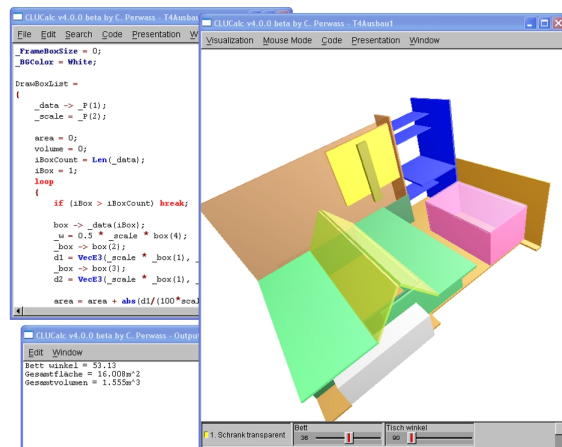 CLUCalc v4.0.0 beta by C. Perwass - T4Ausbau
File Edit Search Code Presentation W
_FrameBoxSize = 0;
_BGColor = White;
DrawBoxList =
{
_data -> _P(1);
_scale = _P(2);
area = 0;
volume = 0;
iBoxCount = Len(_data);
iBox = 1;
loop
{
if (iBox > iBoxCount) break;
box -> _data(iBox);
_w = 0.5 * _scale * box(4);
_box -> box(2);
d1 = VecE3(_scale * _box(1), _
_box -> box(3);
d2 = VecE3(_scale * _box(1), _
area = area + abs(d1/(100*scal
CLUCalc v4.0.0 beta by C. Perwass - T4Ausbau1
Visualization Mouse Mode Code Presentation Window
1. Schrank transparent
Bett
36
Tisch winkel
90
CLUCalc v4.0.0 beta by C. Perwass - Output
Edit Window
Bett winkel = 53.13
Gesamtfläche = 16.008m^2
Gesamtvolumen = 1.555m^3